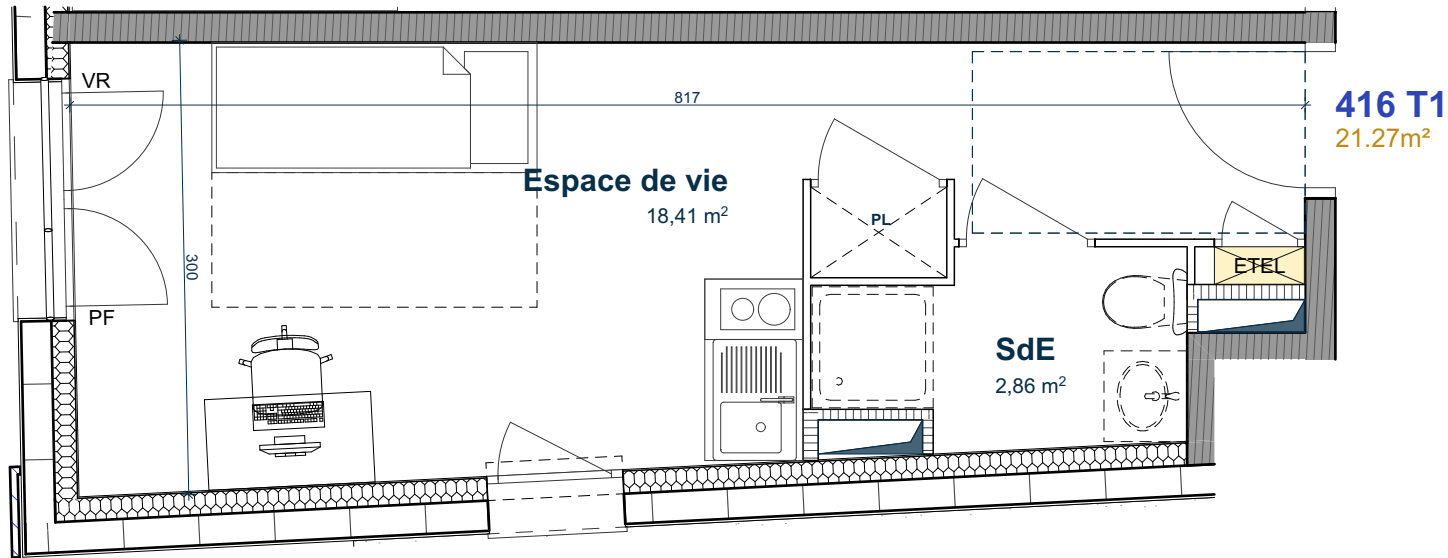 VR
817
416 T1
21.27m²
Espace de vie
18,41 m²
PL
300
ETEL
PF
SdE
2,86 m²